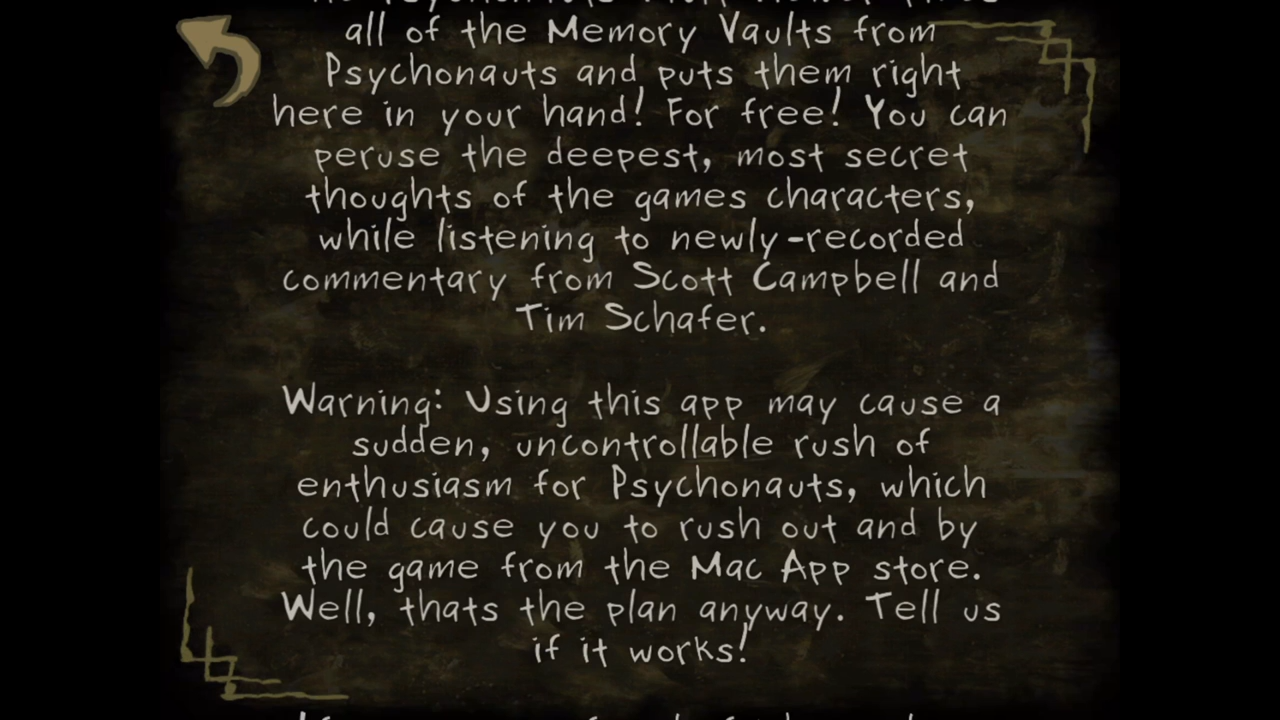 all of the Memory Vaults from
Psychonauts and puts them right
here in your hand! For free! You can
peruse the deepest, most secret
thoughts of the games characters,
while listening to newly-recorded
commentary from Scott Campbell and
Tim Schafer.
Warning: Using this app may cause a
sudden, uncontrollable rush of
enthusiasm for Psychonauts, which
could cause you to rush out and by
the game from the Mac App store.
Well, thats the plan anyway. Tell us
if it works!